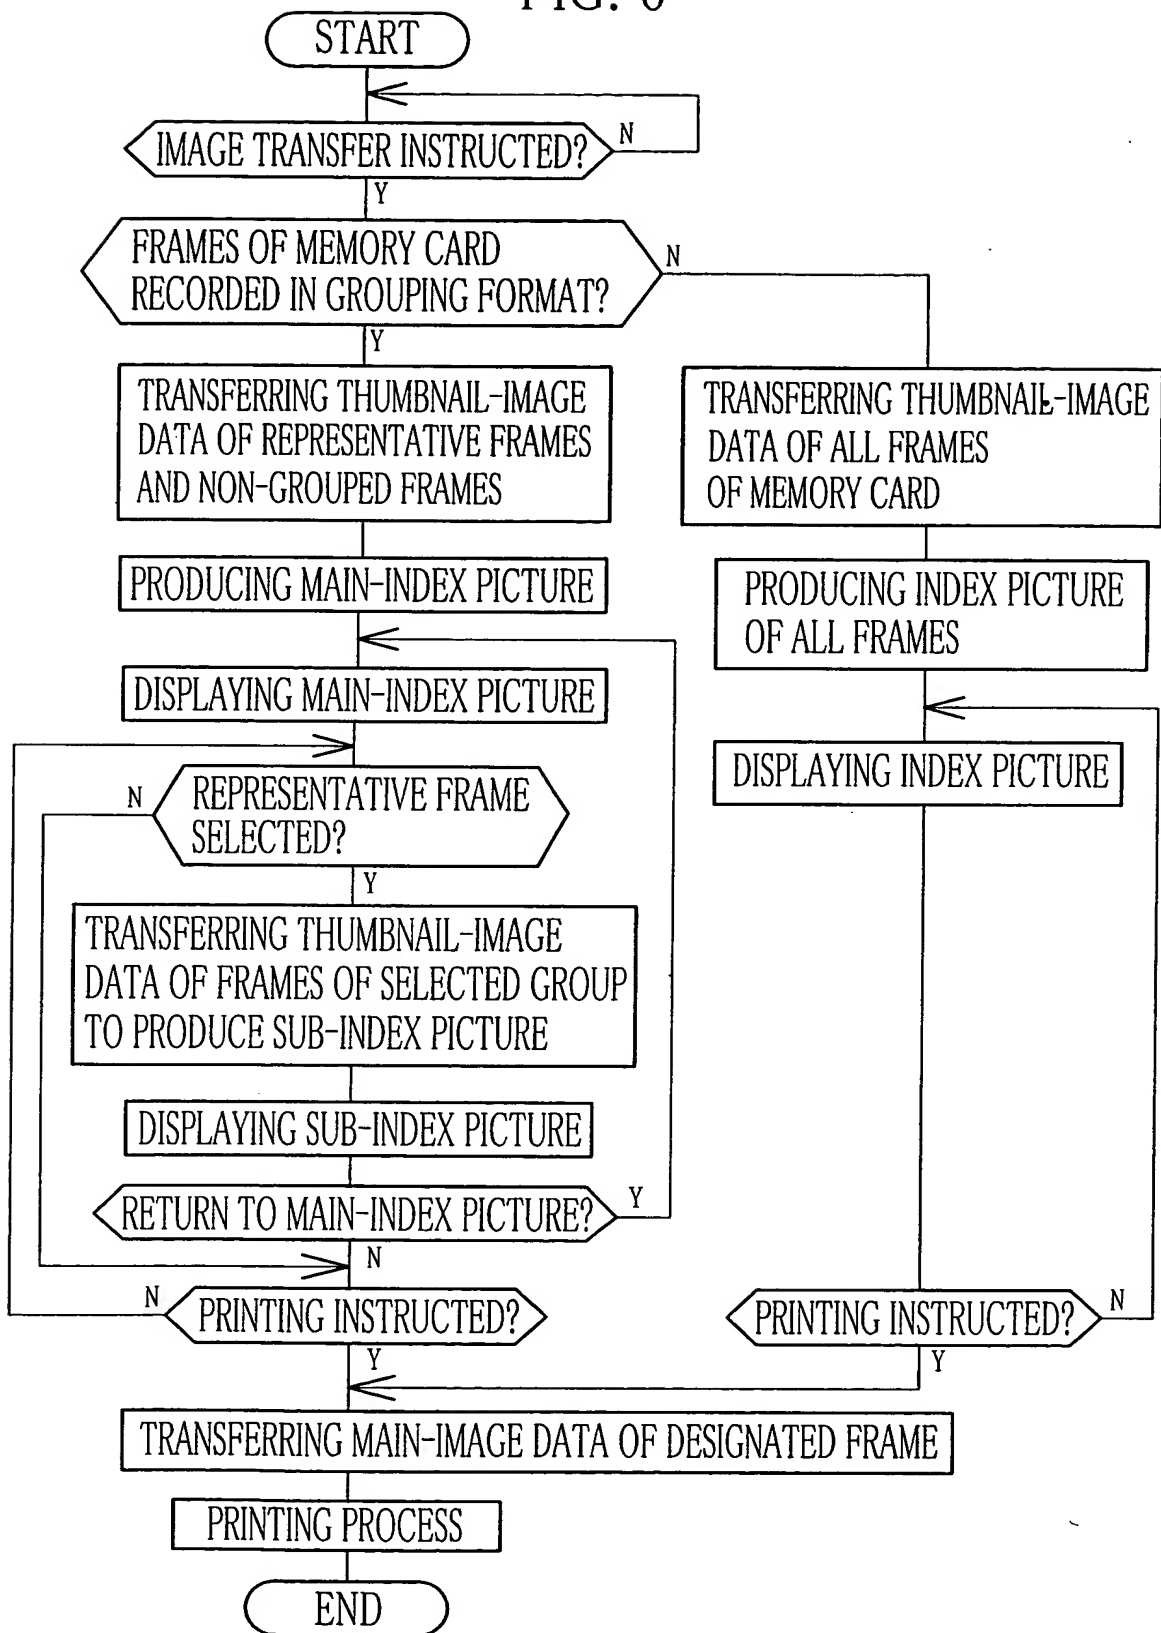 FIG. 6
START
IMAGE TRANSFER INSTRUCTED?
N
Y
FRAMES OF MEMORY CARD
RECORDED IN GROUPING FORMAT?
N
Y
TRANSFERRING THUMBNAIL-IMAGE
DATA OF REPRESENTATIVE FRAMES
AND NON-GROUPED FRAMES
TRANSFERRING THUMBNAIL-IMAGE
DATA OF ALL FRAMES
OF MEMORY CARD
PRODUCING MAIN-INDEX PICTURE
PRODUCING INDEX PICTURE
OF ALL FRAMES
DISPLAYING MAIN-INDEX PICTURE
DISPLAYING INDEX PICTURE
N
REPRESENTATIVE FRAME
SELECTED?
Y
TRANSFERRING THUMBNAIL-IMAGE
DATA OF FRAMES OF SELECTED GROUP
TO PRODUCE SUB-INDEX PICTURE
DISPLAYING SUB-INDEX PICTURE
RETURN TO MAIN-INDEX PICTURE?
Y
N
N
PRINTING INSTRUCTED?
Y
PRINTING INSTRUCTED?
N
Y
TRANSFERRING MAIN-IMAGE DATA OF DESIGNATED FRAME
PRINTING PROCESS
END